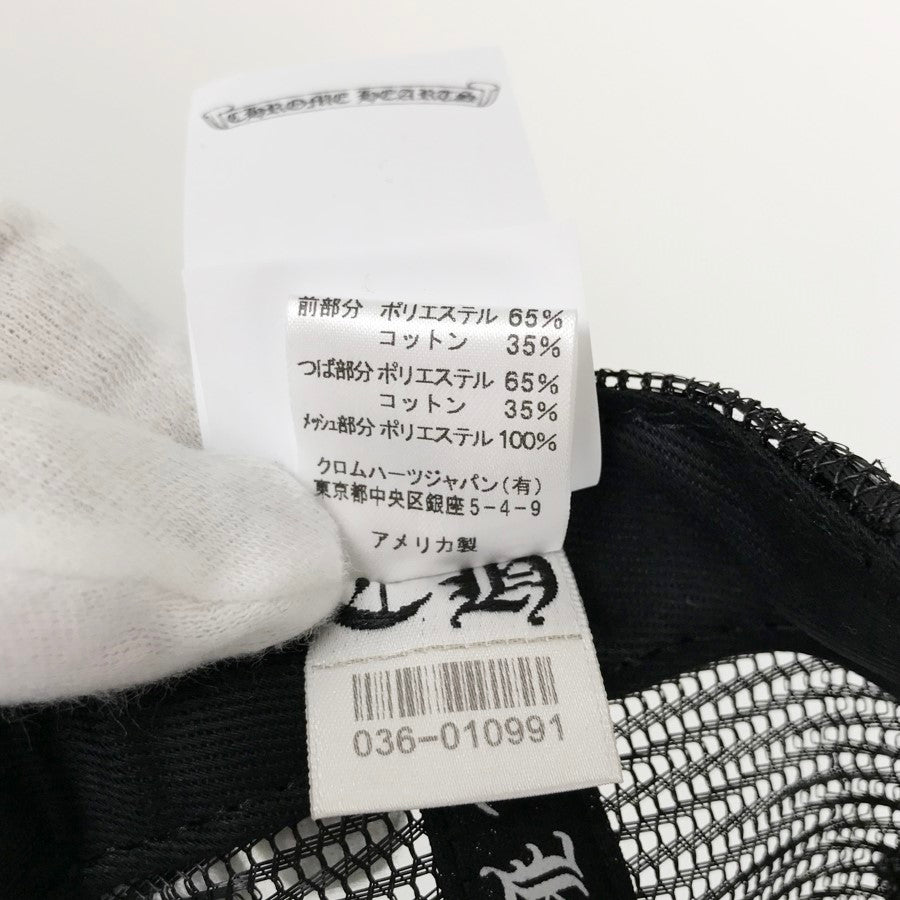 CHROME HEARTS
前部分 ポリエステル 65%
コットン 35%
つば部分 ポリエステル 65%
コットン 35%
メッシュ部分 ポリエステル 100%
クロムハーツジャパン(有)
東京都中央区銀座5-4-9
アメリカ製
036-010991